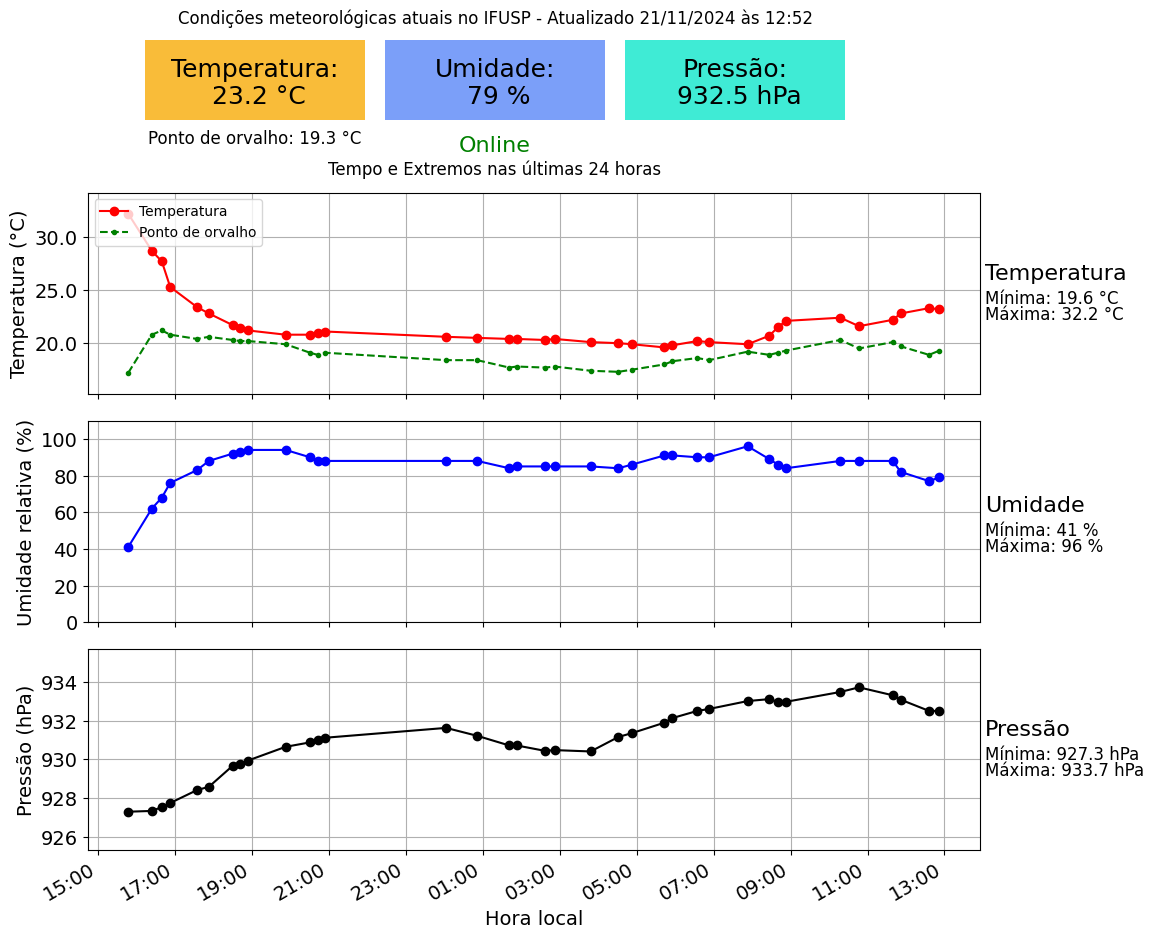 Condições meteorológicas atuais no IFUSP - Atualizado 21/11/2024 às 12:52
Temperatura:
23.2 °C
Umidade:
79 %
Pressão:
932.5 hPa
Ponto de orvalho: 19.3 °C
Online
Tempo e Extremos nas últimas 24 horas
Temperatura (°C)
30.0
25.0
20.0
Temperatura
Ponto de orvalho
Temperatura
Mínima: 19.6 °C
Máxima: 32.2 °C
Umidade relativa (%)
100
80
60
40
20
0
Umidade
Mínima: 41 %
Máxima: 96 %
Pressão (hPa)
934
932
930
928
926
Pressão
Mínima: 927.3 hPa
Máxima: 933.7 hPa
15:00 17:00 19:00 21:00 23:00 01:00 03:00 05:00 07:00 09:00 11:00 13:00
Hora local